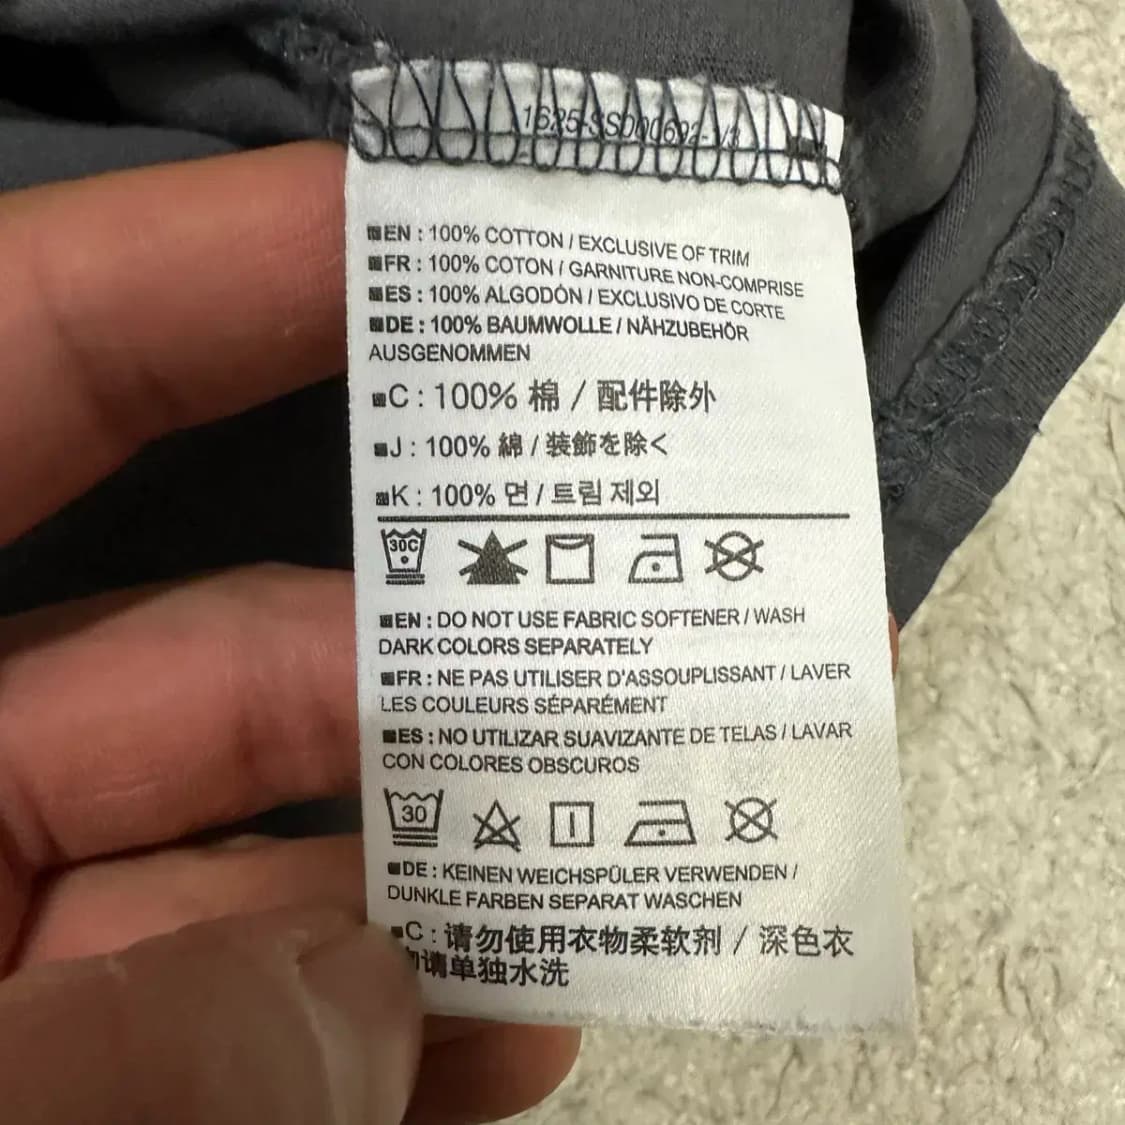 1625-SS000692-V3
EN : 100% COTTON / EXCLUSIVE OF TRIM
FR : 100% COTON / GARNITURE NON-COMPRISE
ES : 100% ALGODÓN / EXCLUSIVO DE CORTE
DE : 100% BAUMWOLLE / NÄHZUBEHÖR
AUSGENOMMEN
C : 100% 棉 / 配件除外
J : 100% 綿 / 装飾を除く
K : 100% 면 / 트림 제외
30C
EN : DO NOT USE FABRIC SOFTENER / WASH
DARK COLORS SEPARATELY
FR : NE PAS UTILISER D'ASSOUPLISSANT / LAVER
LES COULEURS SÉPARÉMENT
ES : NO UTILIZAR SUAVIZANTE DE TELAS / LAVAR
CON COLORES OBSCUROS
30
DE : KEINEN WEICHSPÜLER VERWENDEN /
DUNKLE FARBEN SEPARAT WASCHEN
C : 请勿使用衣物柔软剂 / 深色衣
物请单独水洗